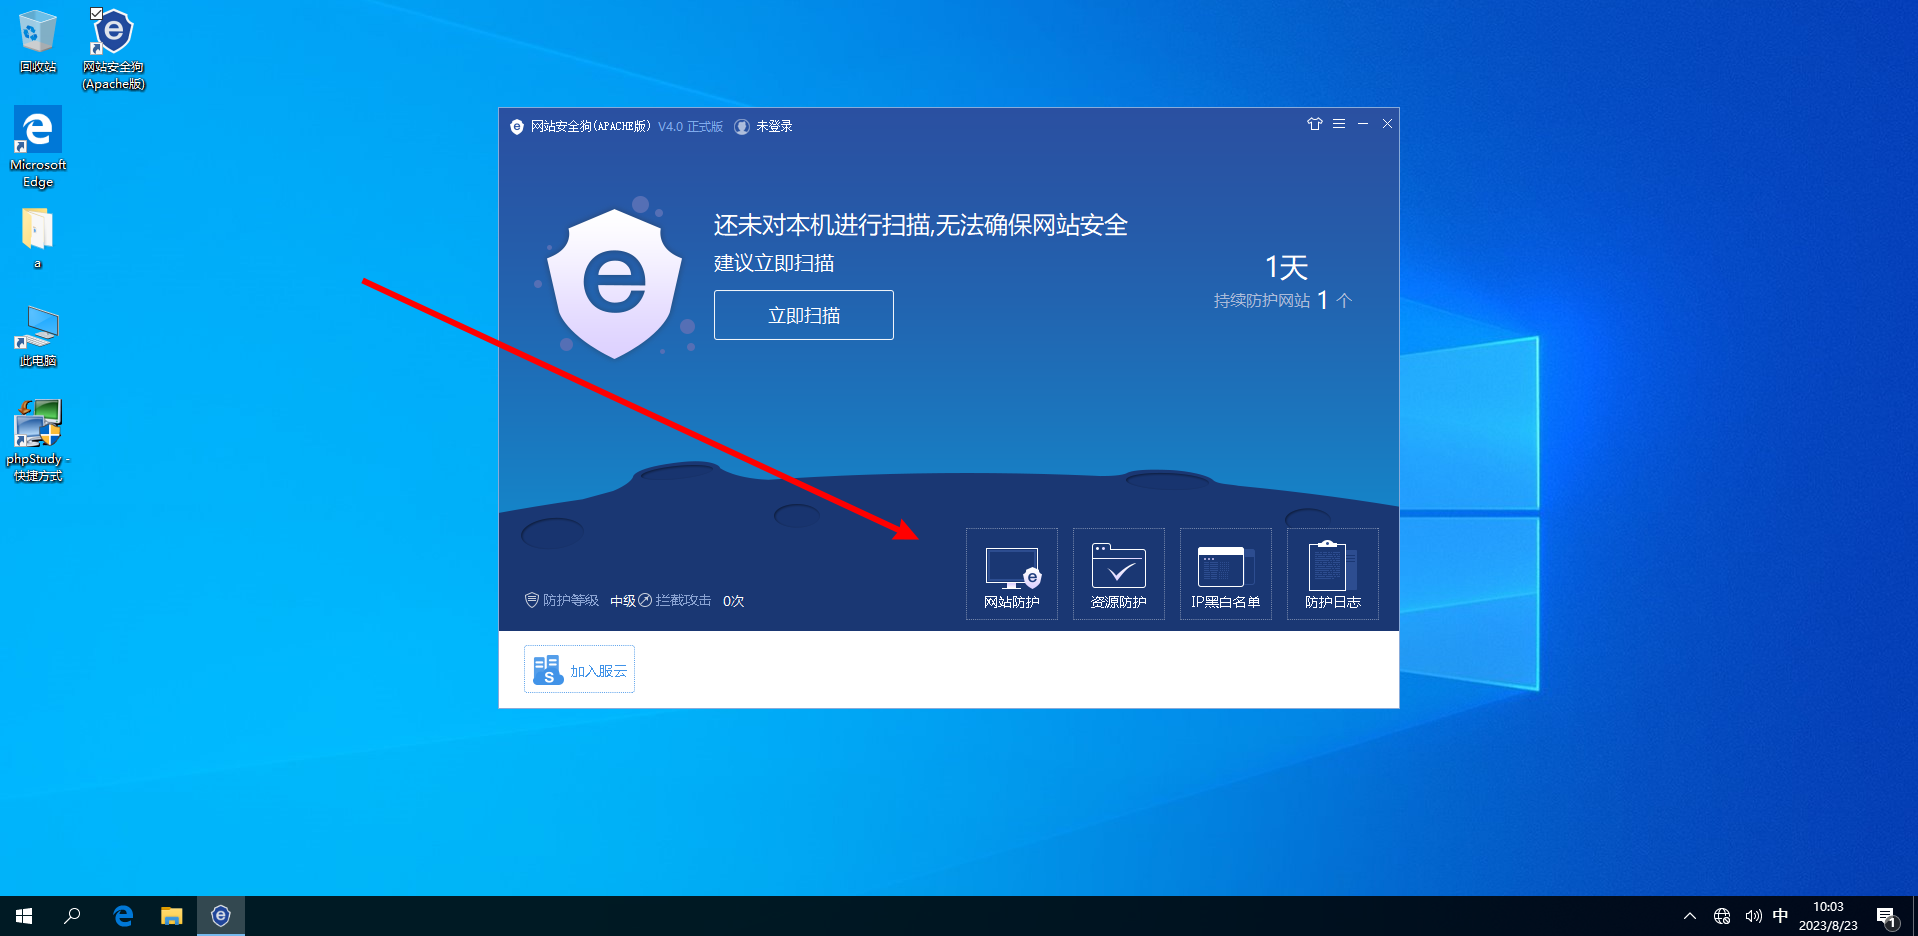 回收站
网站安全狗
(Apache版)
Microsoft
Edge
a
此电脑
phpStudy -
快捷方式
网站安全狗(APACHE版) V4.0 正式版 未登录
还未对本机进行扫描,无法确保网站安全
建议立即扫描
立即扫描
1天
持续防护网站 1 个
防护等级 中级 拦截攻击 0次
网站防护
资源防护
IP黑白名单
防护日志
加入服云
中
10:03
2023/8/23
1